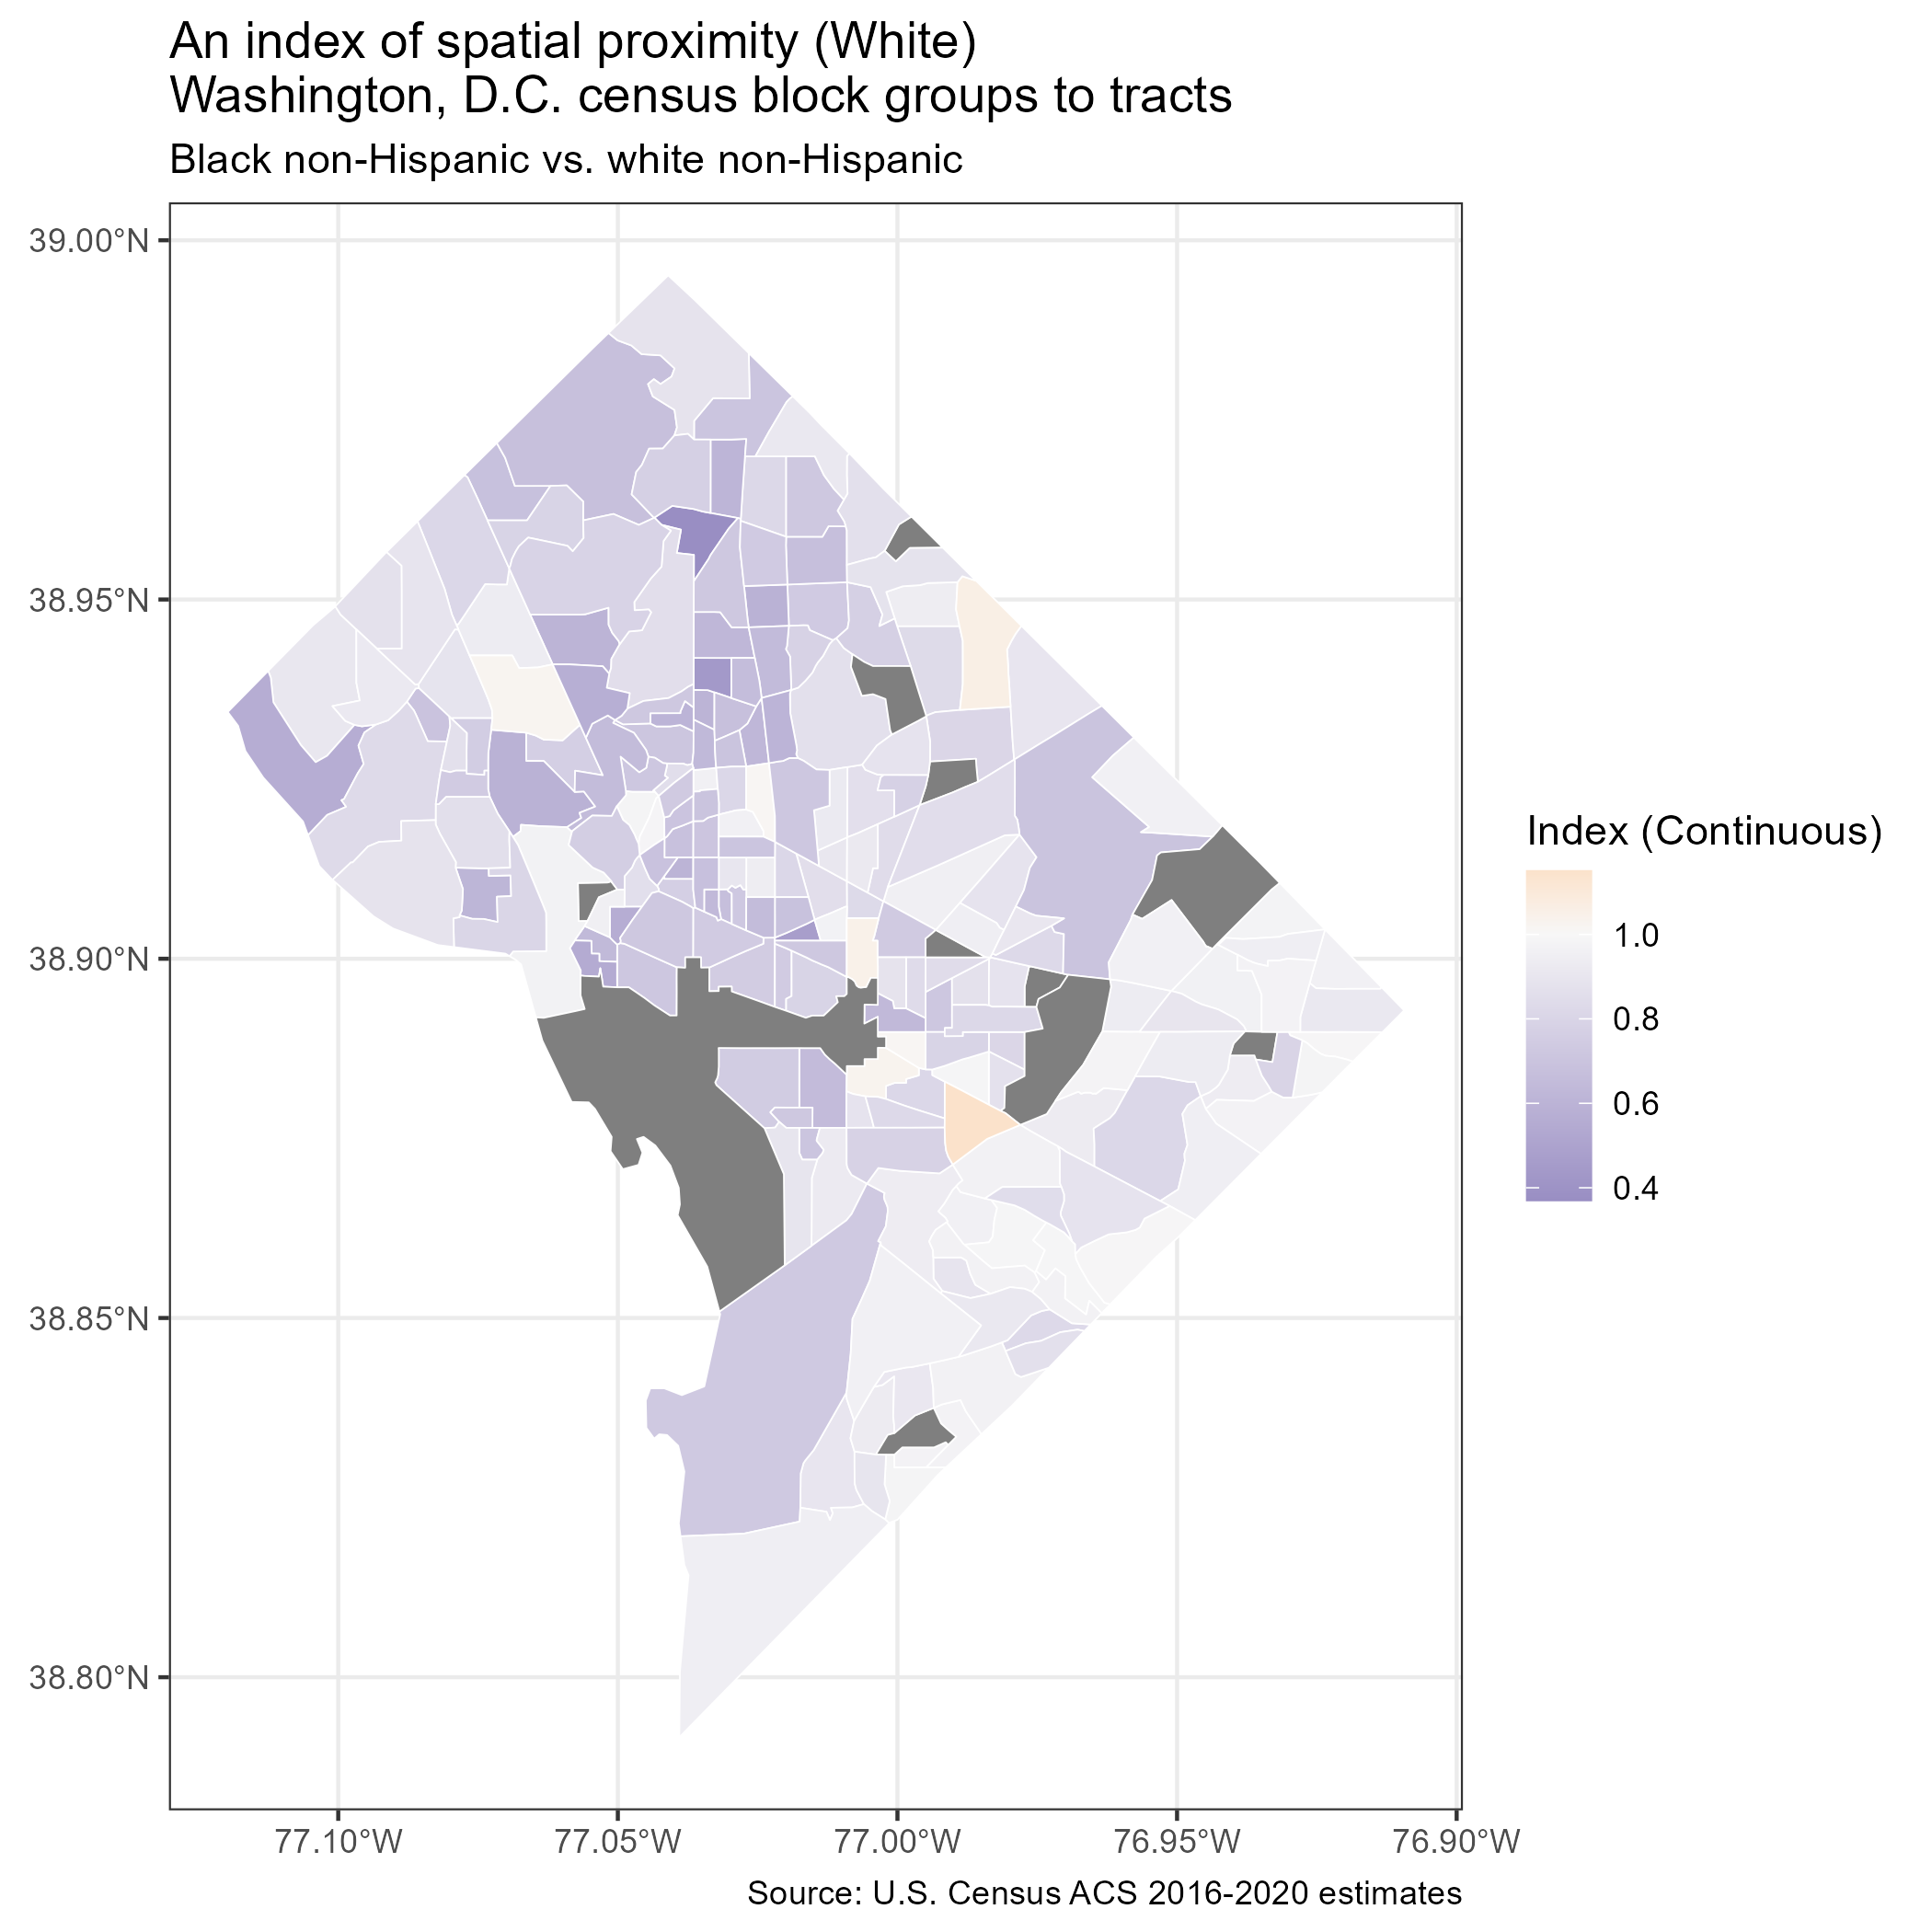 An index of spatial proximity (White)
Washington, D.C. census block groups to tracts
Black non-Hispanic vs. white non-Hispanic
39.00°N
38.95°N
38.90°N
38.85°N
38.80°N
77.10°W
77.05°W
77.00°W
76.95°W
76.90°W
Index (Continuous)
1.0
0.8
0.6
0.4
Source: U.S. Census ACS 2016-2020 estimates